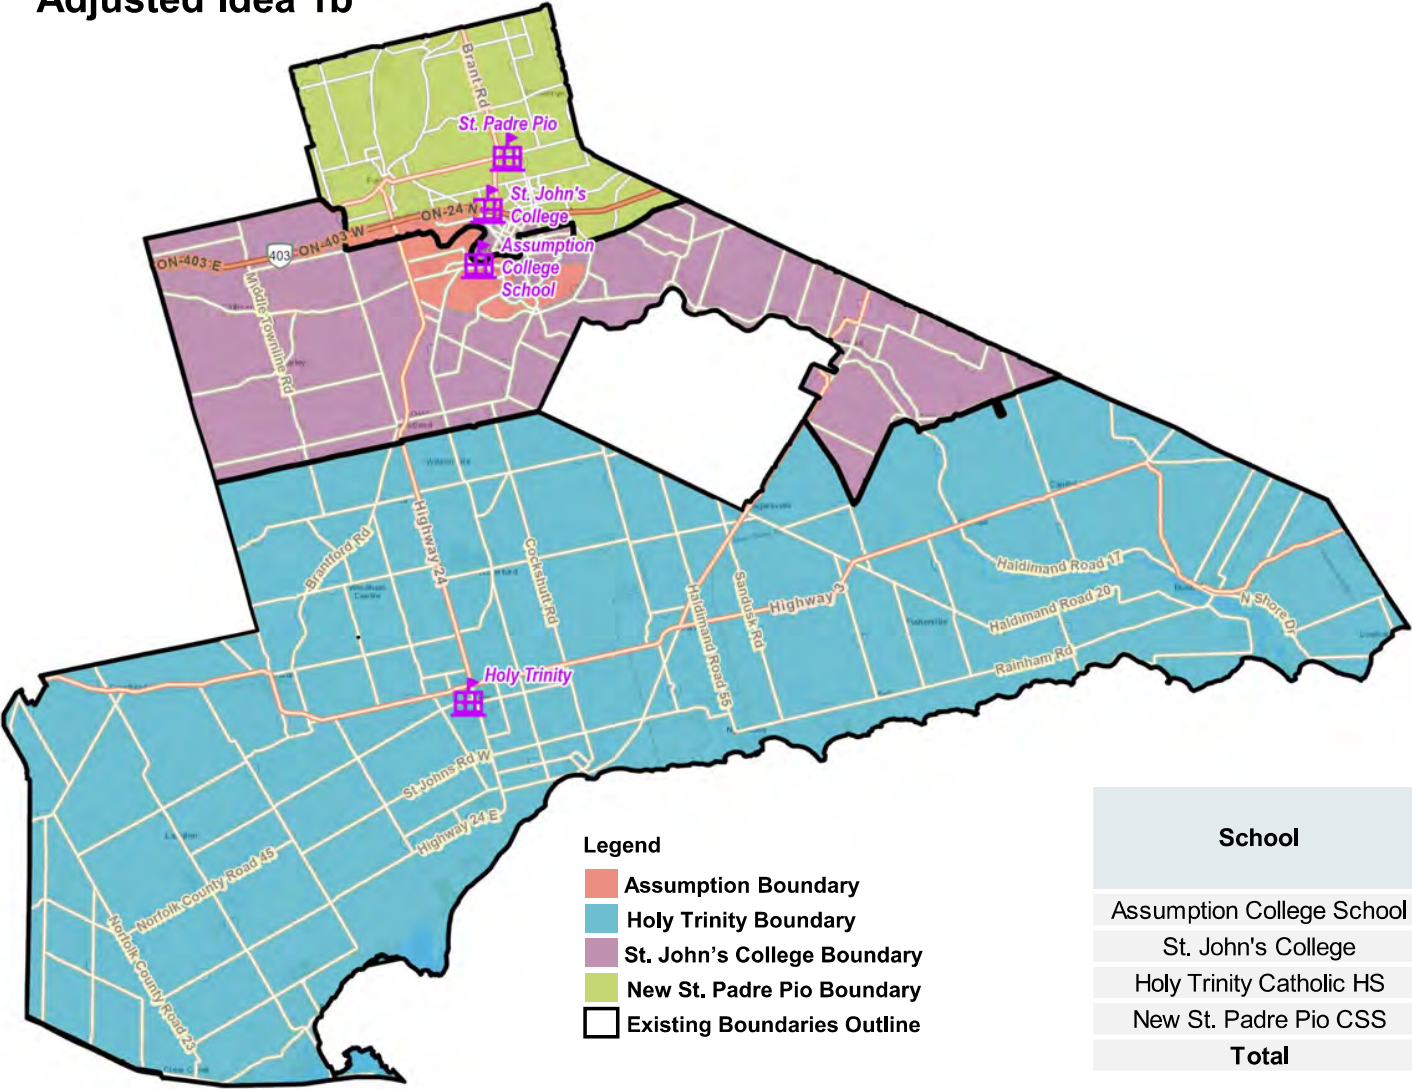 Adjusted Idea 1b
Brant Rd
St. Padre Pio
St. John's
College
ON-24 N
ON-403 W
403
ON-403 E
Assumption
College
School
Middle Townline Rd
Highway 24
Brantford Rd
Cockshutt Rd
Haldimand Road 55
Sandusk Rd
Highway 3
Haldimand Road 17
Haldimand Road 20
Rainham Rd
N Shore Dr
Holy Trinity
St Johns Rd W
Highway 24 E
Norfolk County Road 45
Norfolk County Road 23
Legend
Assumption Boundary
Holy Trinity Boundary
St. John’s College Boundary
New St. Padre Pio Boundary
Existing Boundaries Outline
School
Assumption College School
St. John's College
Holy Trinity Catholic HS
New St. Padre Pio CSS
Total